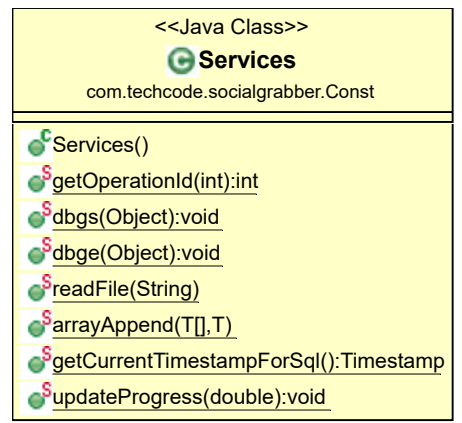 <<Java Class>>
C Services
com.techcode.socialgrabber.Const
C Services()
S getOperationId(int):int
S dbgs(Object):void
S dbge(Object):void
S readFile(String)
S arrayAppend(T[],T)
S getCurrentTimestampForSql():Timestamp
S updateProgress(double):void